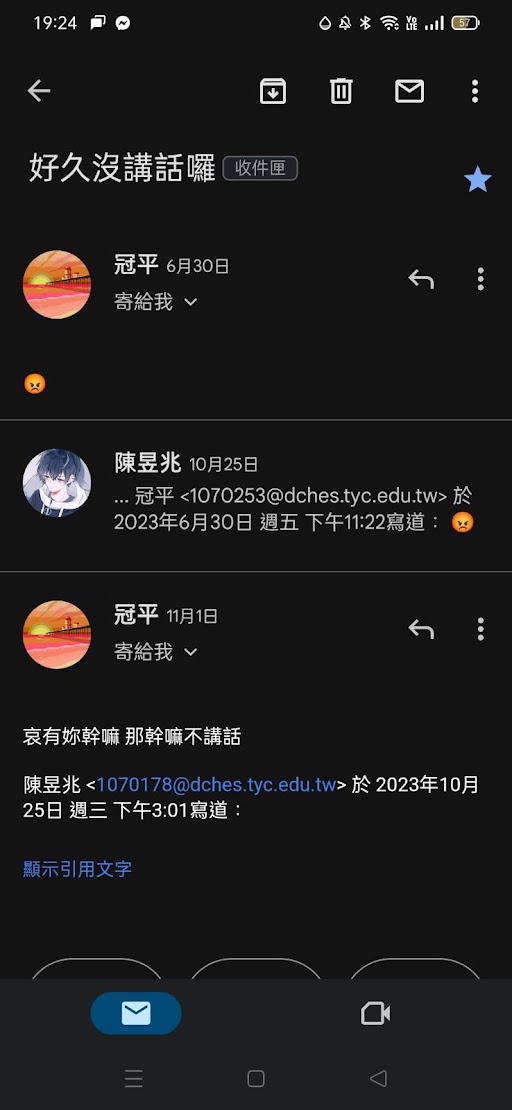 19:24
VoLTE
57
好久沒講話囉 收件匣
冠平 6月30日
寄給我
😡
陳昱兆 10月25日
... 冠平 <1070253@dches.tyc.edu.tw> 於
2023年6月30日 週五 下午11:22寫道： 😡
冠平 11月1日
寄給我
哀有妳幹嘛 那幹嘛不講話
陳昱兆 <1070178@dches.tyc.edu.tw> 於 2023年10月
25日 週三 下午3:01寫道：
顯示引用文字